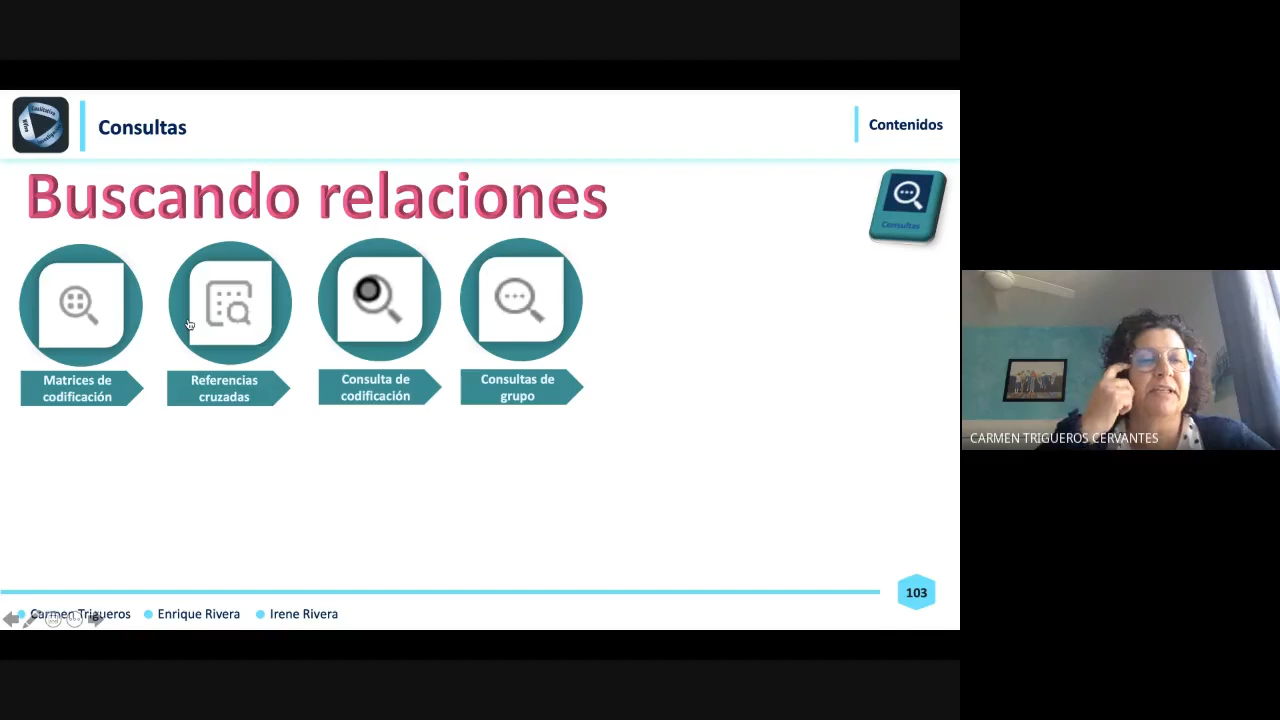 Consultas
Contenidos
Buscando relaciones
Consultas
Matrices de
codificación
Referencias
cruzadas
Consulta de
codificación
Consultas de
grupo
CARMEN TRIGUEROS CERVANTES
103
Carmen Trigueros
Enrique Rivera
Irene Rivera